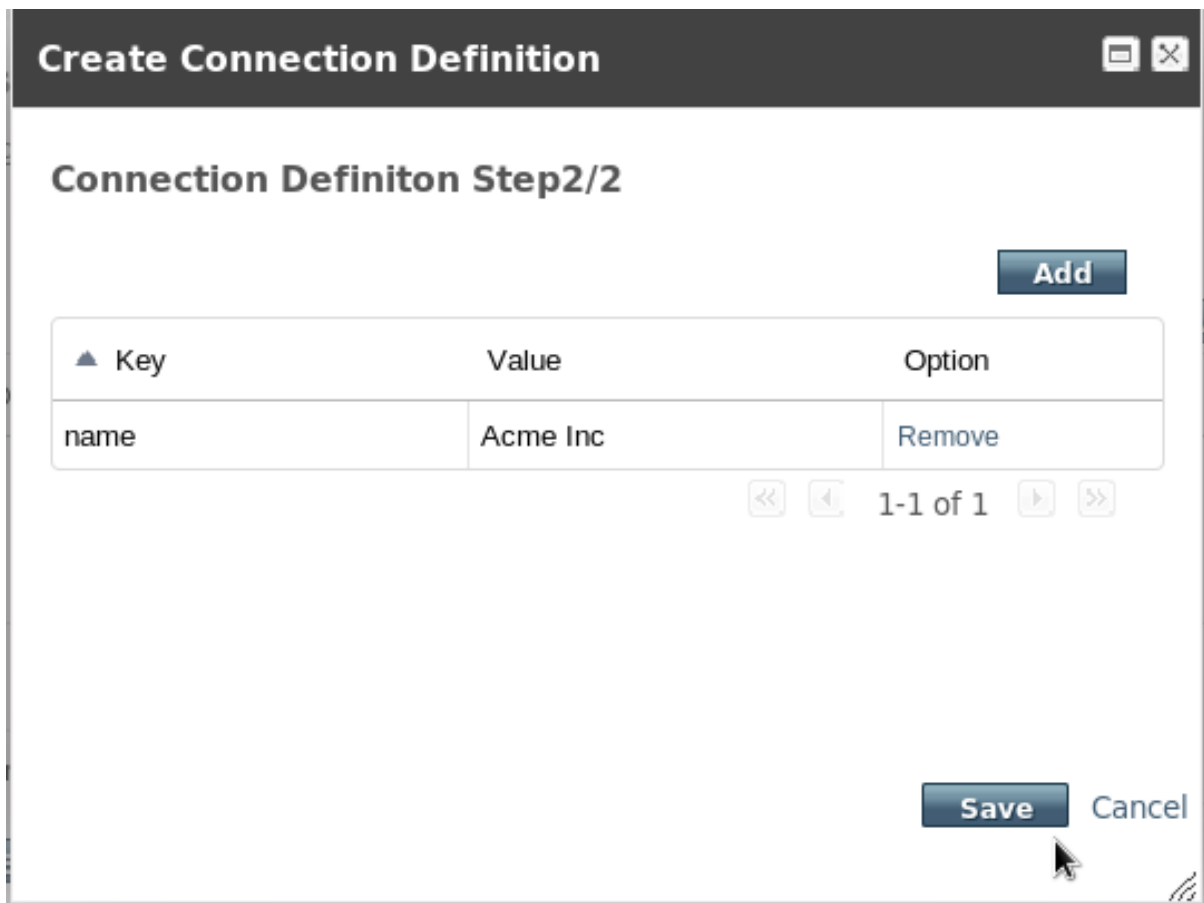 Create Connection Definition
Connection Definiton Step2/2
Add
Key Value Option
name Acme Inc Remove
1-1 of 1
Save Cancel